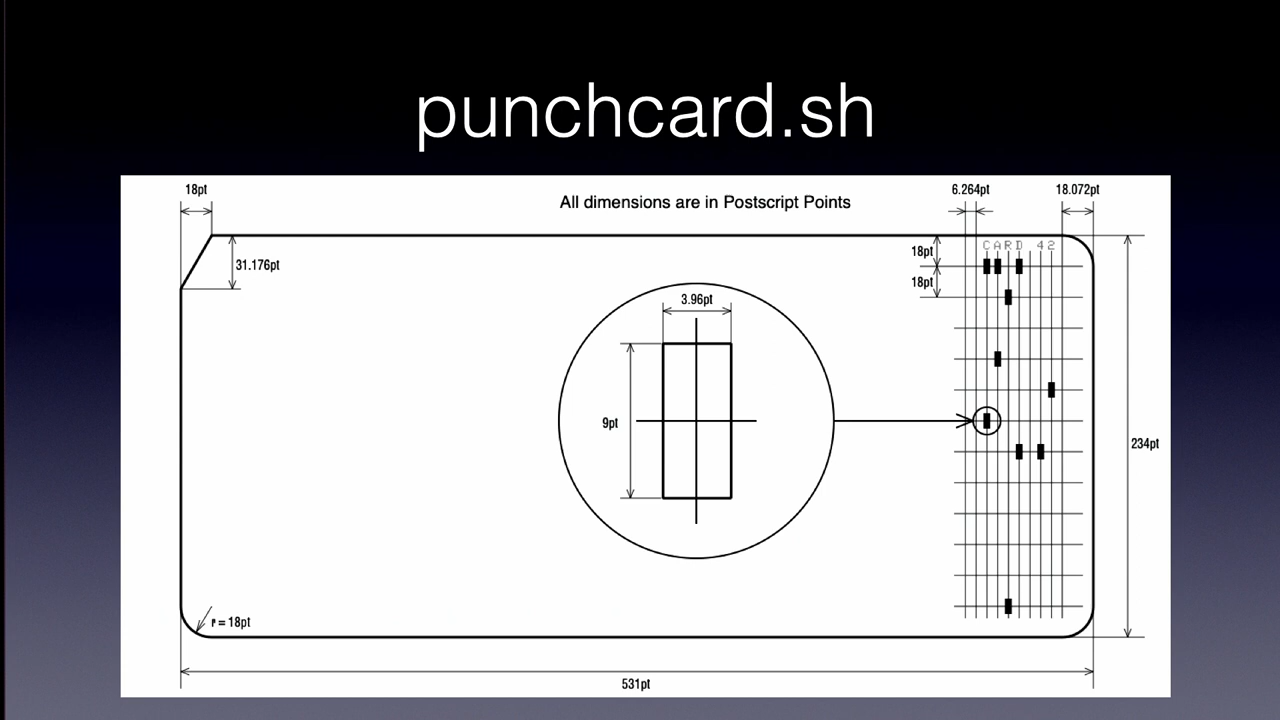 punchcard.sh
18pt
All dimensions are in Postscript Points
6.264pt
18.072pt
CARD 42
18pt
31.176pt
18pt
3.96pt
9pt
234pt
r = 18pt
531pt